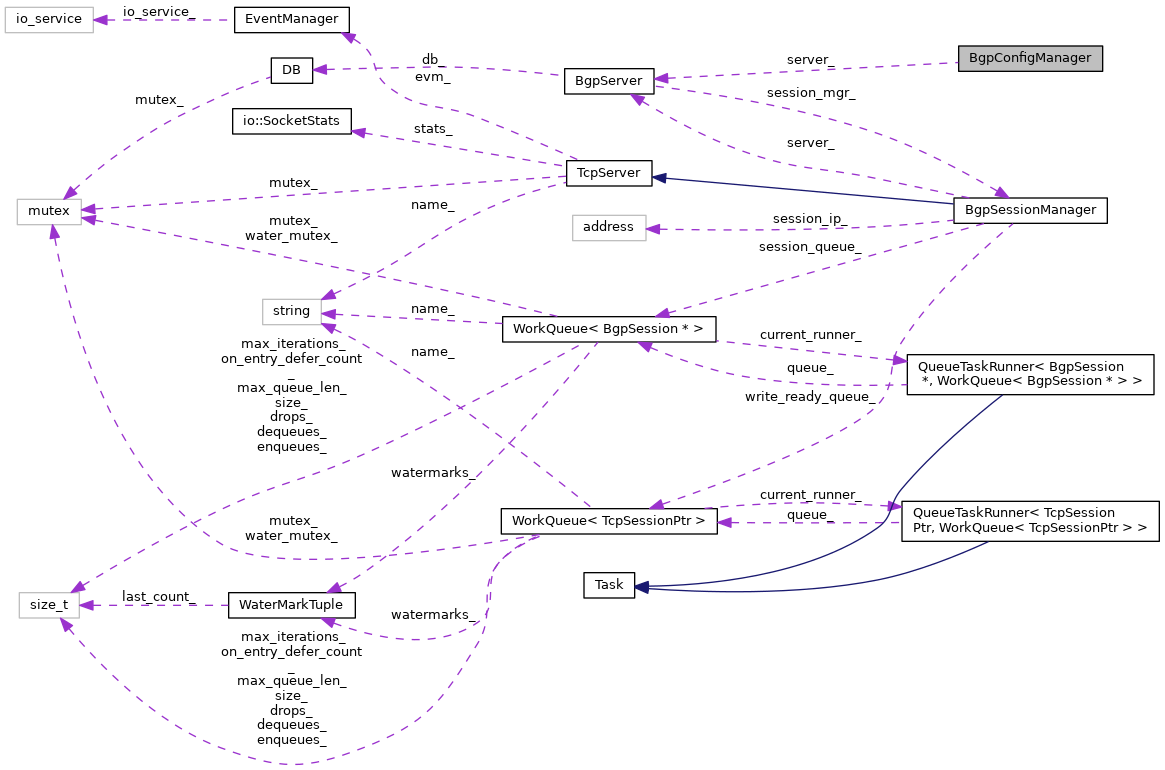 io_service
io_service_
EventManager
BgpConfigManager
server_
db_
DB
evm_
BgpServer
session_mgr_
mutex_
io::SocketStats
stats_
server_
TcpServer
mutex_
name_
mutex
BgpSessionManager
session_ip_
address
mutex_
water_mutex_
session_queue_
string
name_
WorkQueue< BgpSession * >
current_runner_
max_iterations_
on_entry_defer_count
_
max_queue_len_
size_
drops_
dequeues_
enqueues_
name_
queue_
QueueTaskRunner< BgpSession
*, WorkQueue< BgpSession * > >
write_ready_queue_
watermarks_
current_runner_
mutex_
water_mutex_
WorkQueue< TcpSessionPtr >
queue_
QueueTaskRunner< TcpSession
Ptr, WorkQueue< TcpSessionPtr > >
Task
size_t
last_count_
WaterMarkTuple
watermarks_
max_iterations_
on_entry_defer_count
_
max_queue_len_
size_
drops_
dequeues_
enqueues_